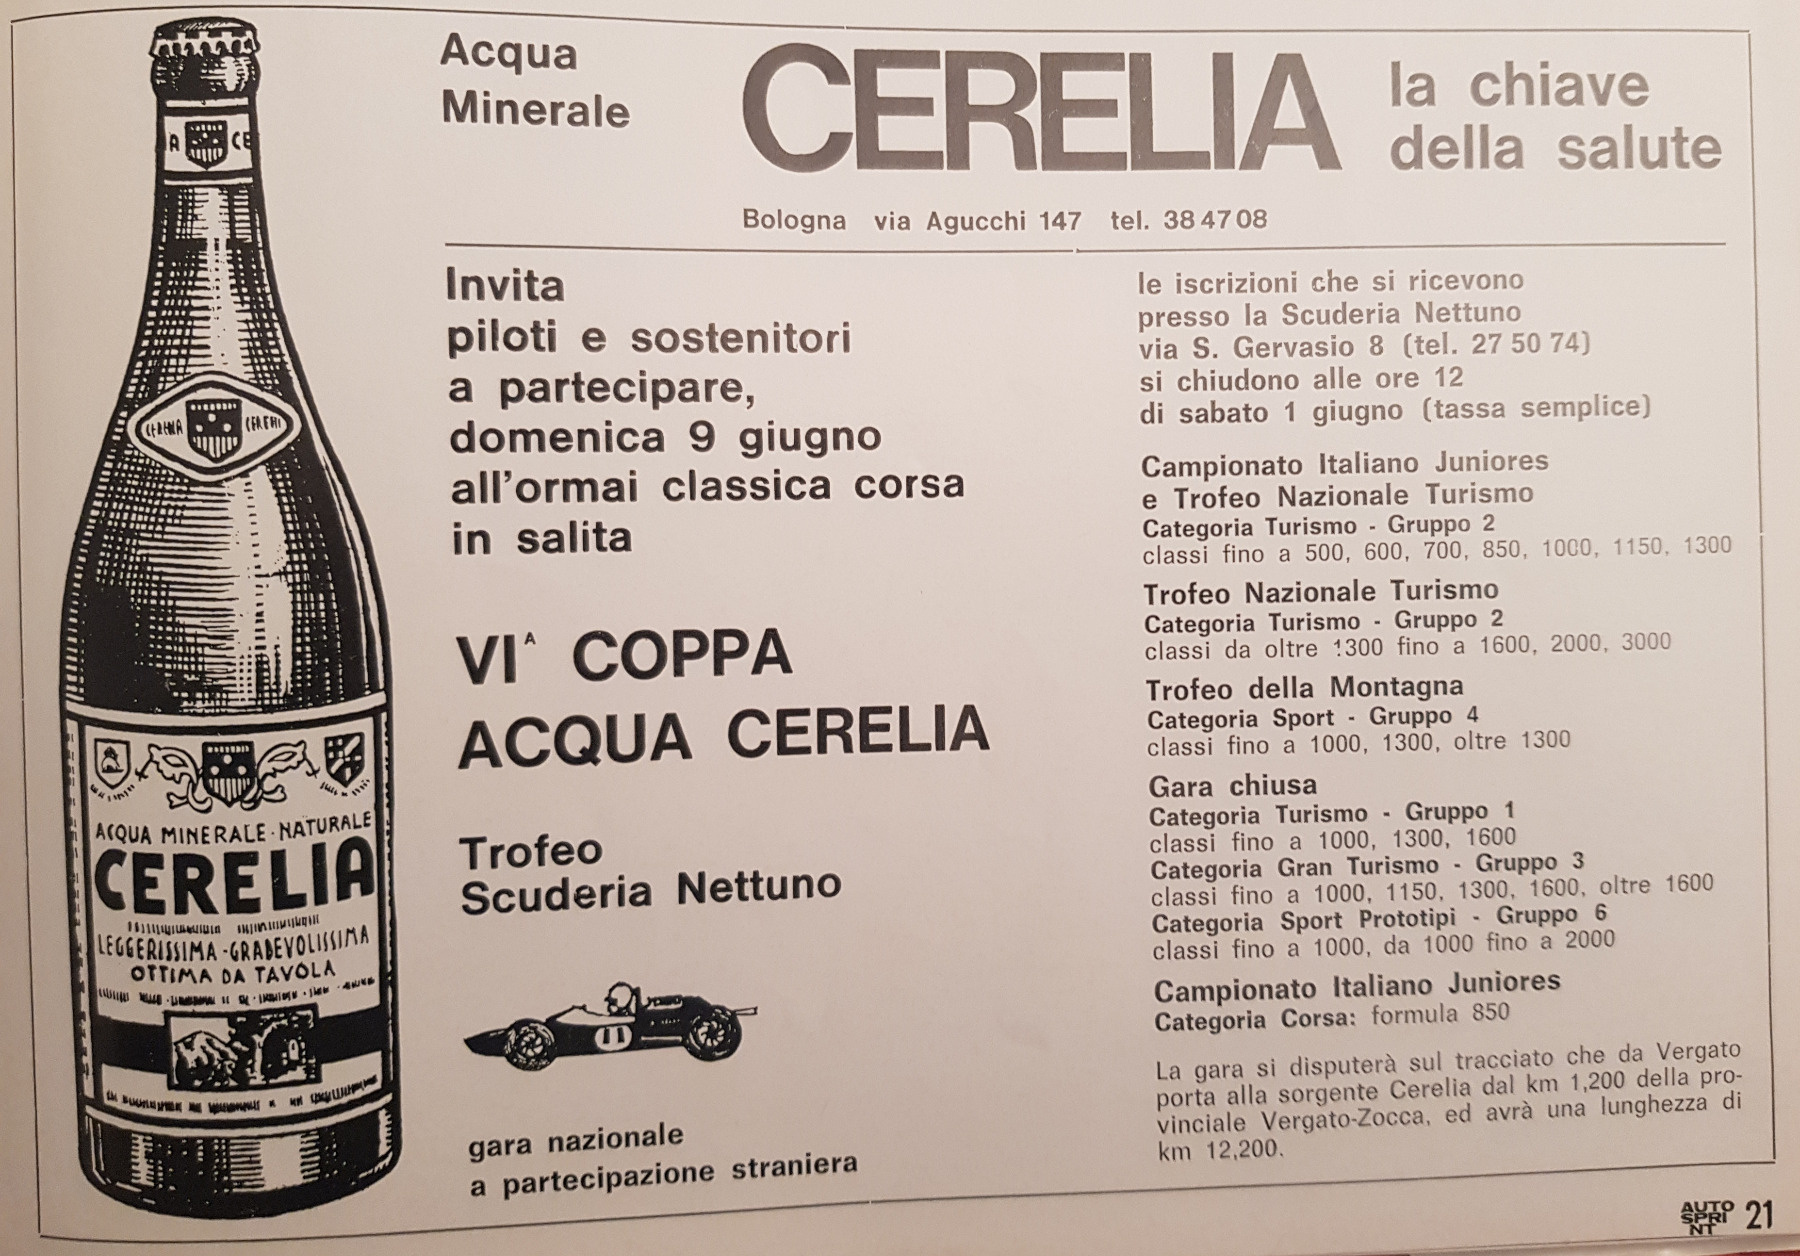 Acqua
Minerale
CERELIA
la chiave
della salute
Bologna via Agucchi 147 tel. 38 47 08
Invita
piloti e sostenitori
a partecipare,
domenica 9 giugno
all'ormai classica corsa
in salita
VIᴬ COPPA
ACQUA CERELIA
Trofeo
Scuderia Nettuno
11
gara nazionale
a partecipazione straniera
le iscrizioni che si ricevono
presso la Scuderia Nettuno
via S. Gervasio 8 (tel. 27 50 74)
si chiudono alle ore 12
di sabato 1 giugno (tassa semplice)
Campionato Italiano Juniores
e Trofeo Nazionale Turismo
Categoria Turismo - Gruppo 2
classi fino a 500, 600, 700, 850, 1000, 1150, 1300
Trofeo Nazionale Turismo
Categoria Turismo - Gruppo 2
classi da oltre 1300 fino a 1600, 2000, 3000
Trofeo della Montagna
Categoria Sport - Gruppo 4
classi fino a 1000, 1300, oltre 1300
Gara chiusa
Categoria Turismo - Gruppo 1
classi fino a 1000, 1300, 1600
Categoria Gran Turismo - Gruppo 3
classi fino a 1000, 1150, 1300, 1600, oltre 1600
Categoria Sport Prototipi - Gruppo 6
classi fino a 1000, da 1000 fino a 2000
Campionato Italiano Juniores
Categoria Corsa: formula 850
La gara si disputerà sul tracciato che da Vergato
porta alla sorgente Cerelia dal km 1,200 della pro-
vinciale Vergato-Zocca, ed avrà una lunghezza di
km 12,200.
A CE
ACQUA MINERALE - NATURALE
CERELIA
LEGGERISSIMA - GRADEVOLISSIMA
OTTIMA DA TAVOLA
AUTO
SPRI
NT
21